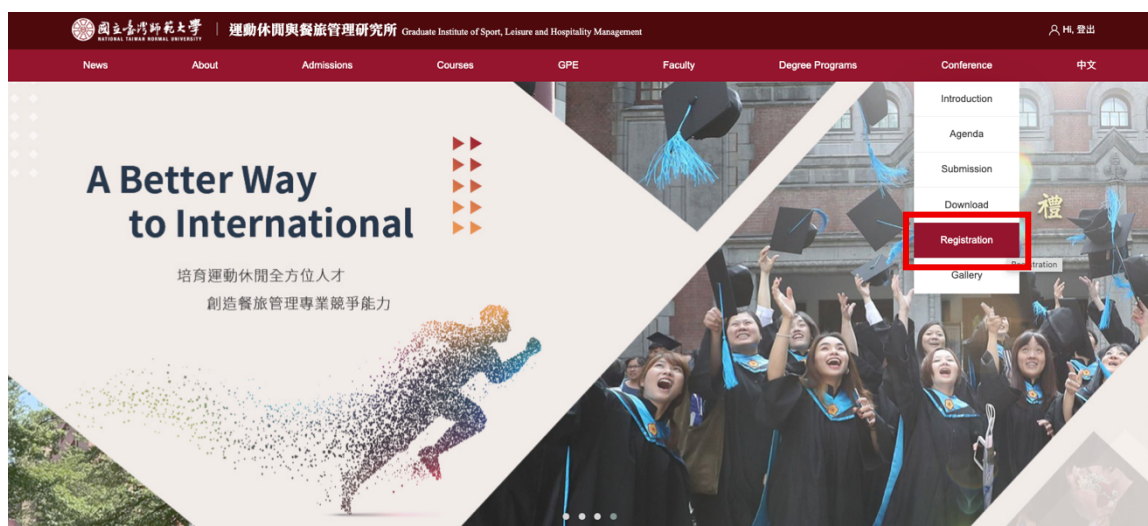 國立臺灣師範大學
NATIONAL TAIWAN NORMAL UNIVERSITY
運動休閒與餐旅管理研究所 Graduate Institute of Sport, Leisure and Hospitality Management
Hi, 登出
News About Admissions Courses GPE Faculty Degree Programs Conference 中文
Introduction
Agenda
Submission
Download
Registration
Gallery
A Better Way
to International
培育運動休閒全方位人才
創造餐旅管理專業競爭能力
禮